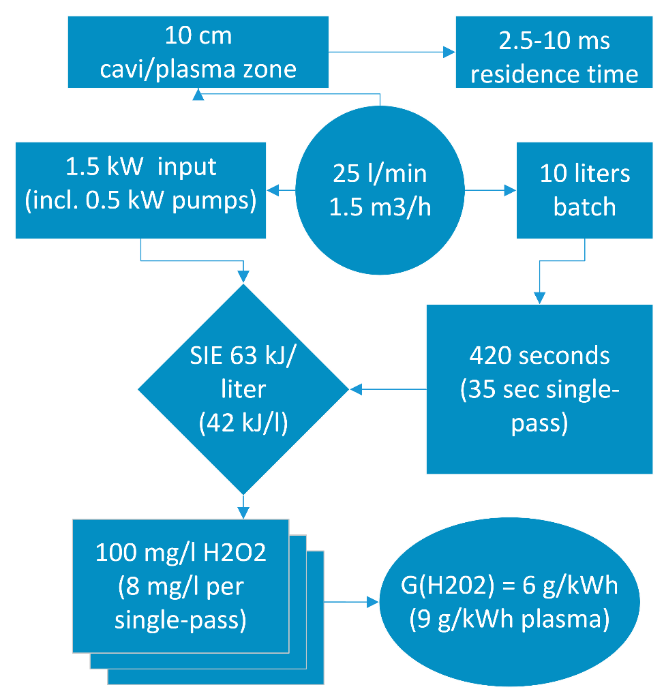 10 cm
cavi/plasma zone
2.5-10 ms
residence time
1.5 kW input
(incl. 0.5 kW pumps)
25 l/min
1.5 m3/h
10 liters
batch
SIE 63 kJ/
liter
(42 kJ/l)
420 seconds
(35 sec single-
pass)
100 mg/l H2O2
(8 mg/l per
single-pass)
G(H202) = 6 g/kWh
(9 g/kWh plasma)